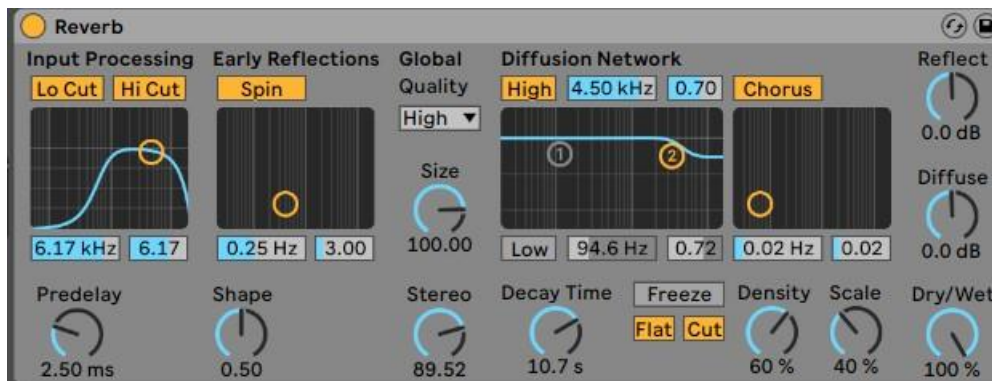 Reverb
Input Processing Early Reflections Global Diffusion Network Reflect
Lo Cut Hi Cut Spin Quality High 4.50 kHz 0.70 Chorus
High
0.0 dB
1 2
Size Diffuse
6.17 kHz 6.17 0.25 Hz 3.00 100.00 Low 94.6 Hz 0.72 0.02 Hz 0.02 0.0 dB
Predelay Shape Stereo Decay Time Freeze Density Scale Dry/Wet
Flat Cut
2.50 ms 0.50 89.52 10.7 s 60 % 40 % 100 %